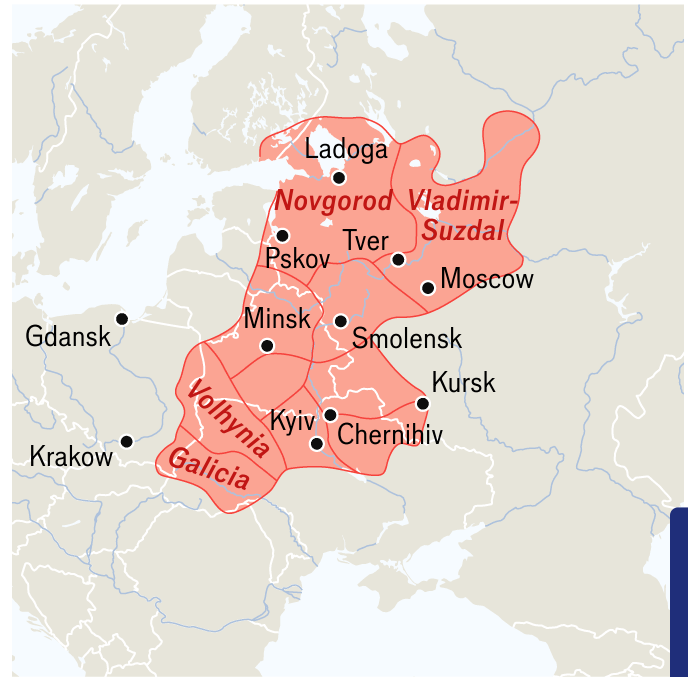 Ladoga
Novgorod
Vladimir-
Suzdal
Tver
Pskov
Moscow
Minsk
Gdansk
Smolensk
Volhynia
Kursk
Kyiv
Chernihiv
Krakow
Galicia